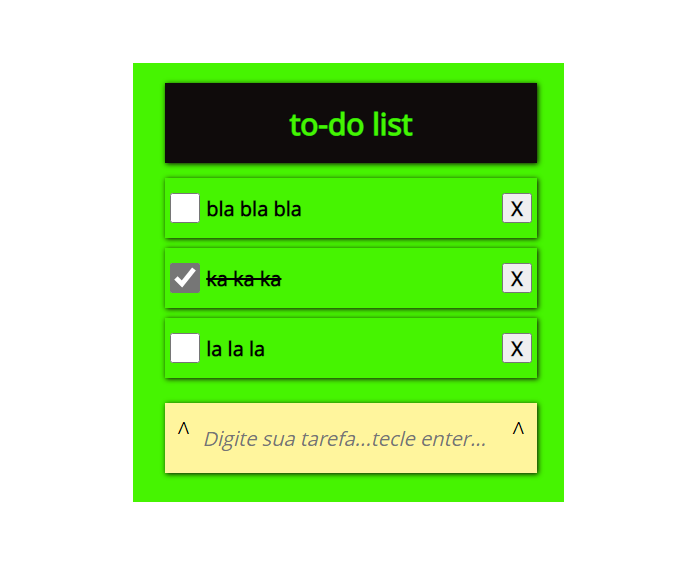 to-do list
bla bla bla X
ka ka ka X
la la la X
^ Digite sua tarefa...tecle enter... ^